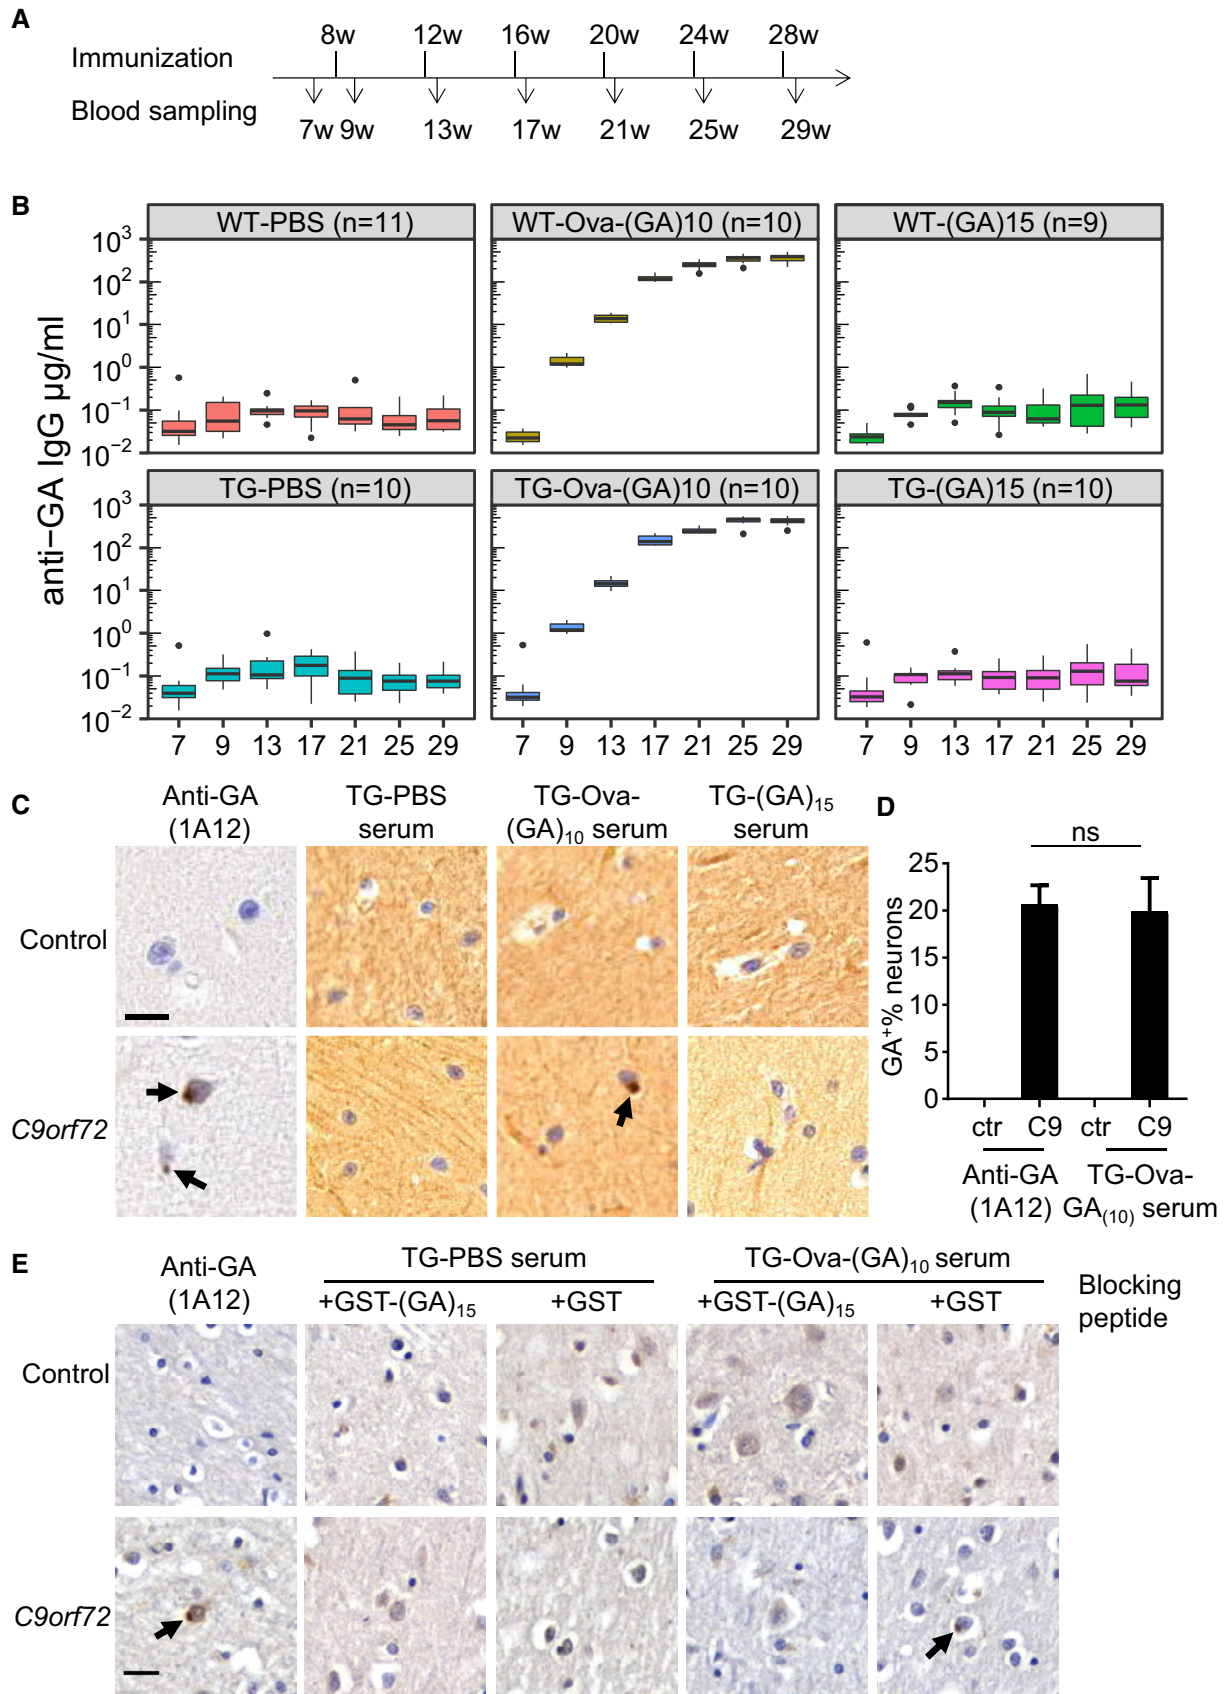 A
8w 12w 16w 20w 24w 28w
Immunization
Blood sampling
7w 9w 13w 17w 21w 25w 29w
B
WT-PBS (n=11) WT-Ova-(GA)10 (n=10) WT-(GA)15 (n=9)
anti−GA IgG µg/ml
10³
10²
10¹
10⁰
10⁻¹
10⁻²
TG-PBS (n=10) TG-Ova-(GA)10 (n=10) TG-(GA)15 (n=10)
10³
10²
10¹
10⁰
10⁻¹
10⁻²
7 9 13 17 21 25 29 7 9 13 17 21 25 29 7 9 13 17 21 25 29
C
Anti-GA (1A12)
TG-PBS serum
TG-Ova-(GA)₁₀ serum
TG-(GA)₁₅ serum
Control
C9orf72
D
ns
GA⁺% neurons
25
20
15
10
5
0
ctr C9 ctr C9
Anti-GA (1A12)
TG-Ova-GA₍₁₀₎ serum
E
Anti-GA (1A12)
TG-PBS serum
TG-Ova-(GA)₁₀ serum
Blocking peptide
+GST-(GA)₁₅ +GST +GST-(GA)₁₅ +GST
Control
C9orf72